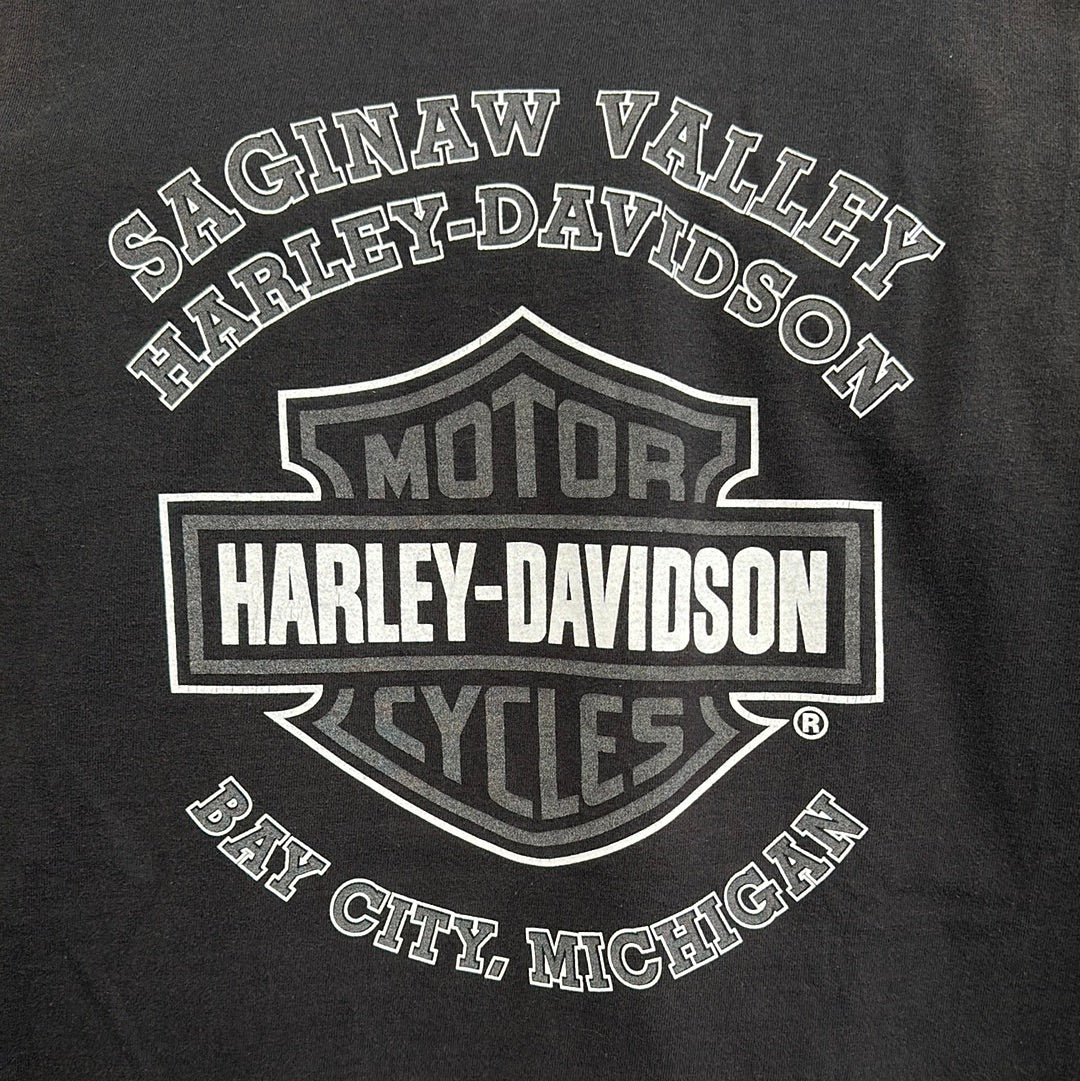 SAGINAW VALLEY
HARLEY-DAVIDSON
MOTOR
HARLEY-DAVIDSON
CYCLES
®
BAY CITY, MICHIGAN